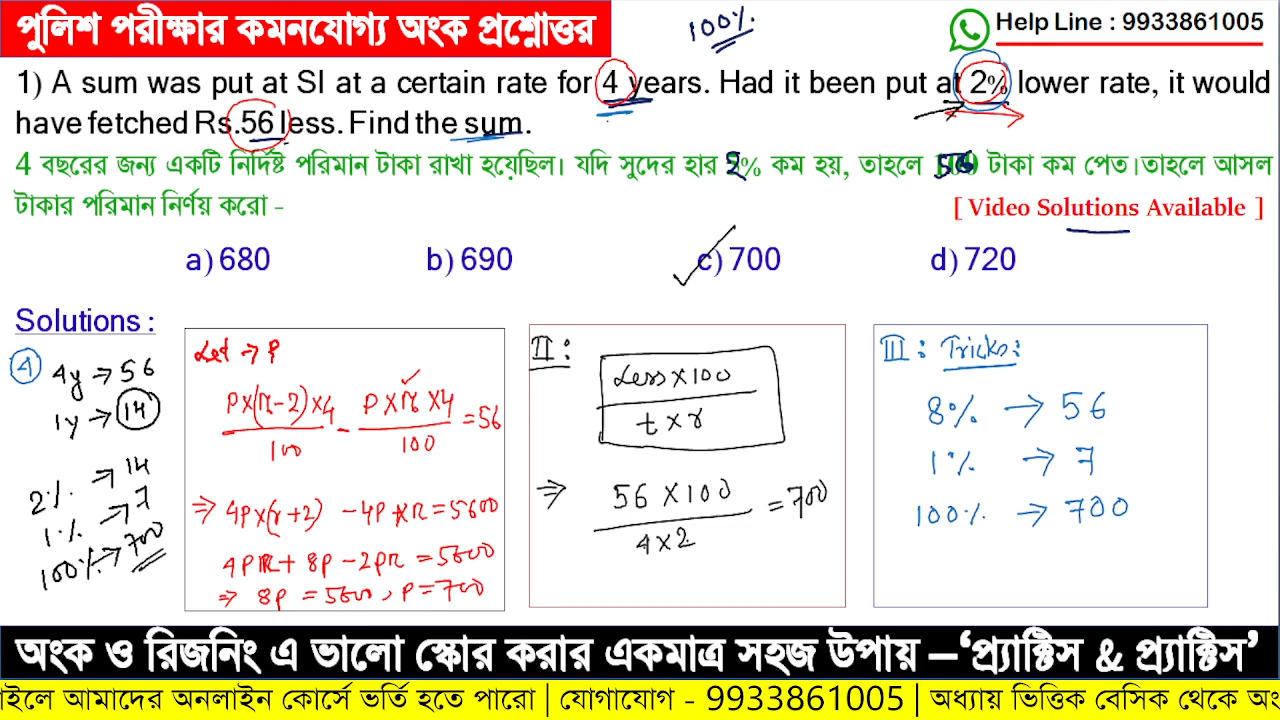 পুলিশ পরীক্ষার কমনযোগ্য অংক প্রশ্নোত্তর
100%
Help Line : 9933861005
1) A sum was put at SI at a certain rate for 4 years. Had it been put at 2% lower rate, it would
have fetched Rs.56 less. Find the sum.
4 বছরের জন্য একটি নির্দিষ্ট পরিমান টাকা রাখা হয়েছিল। যদি সুদের হার 2% কম হয়, তাহলে 56 টাকা কম পেত।তাহলে আসল
টাকার পরিমান নির্ণয় করো -
[ Video Solutions Available ]
a) 680 b) 690 c) 700 d) 720
Solutions :
4
4y → 56
1y → 14
2% → 14
1% → 7
100% → 700
Let → P
P×(r-2)×4/100 - P×r×4/100 = 56
⇒ 4P×(r+2) - 4P×r = 5600
4PR + 8P - 2PR = 5600
⇒ 8P = 5600, P = 700
II :
Less×100
t×r
⇒ 56×100/4×2 = 700
III : Tricks :
8% → 56
1% → 7
100% → 700
অংক ও রিজনিং এ ভালো স্কোর করার একমাত্র সহজ উপায় –‘প্র্যাক্টিস & প্র্যাক্টিস’
াইলে আমাদের অনলাইন কোর্সে ভর্তি হতে পারো | যোগাযোগ - 9933861005 | অধ্যায় ভিত্তিক বেসিক থেকে অং